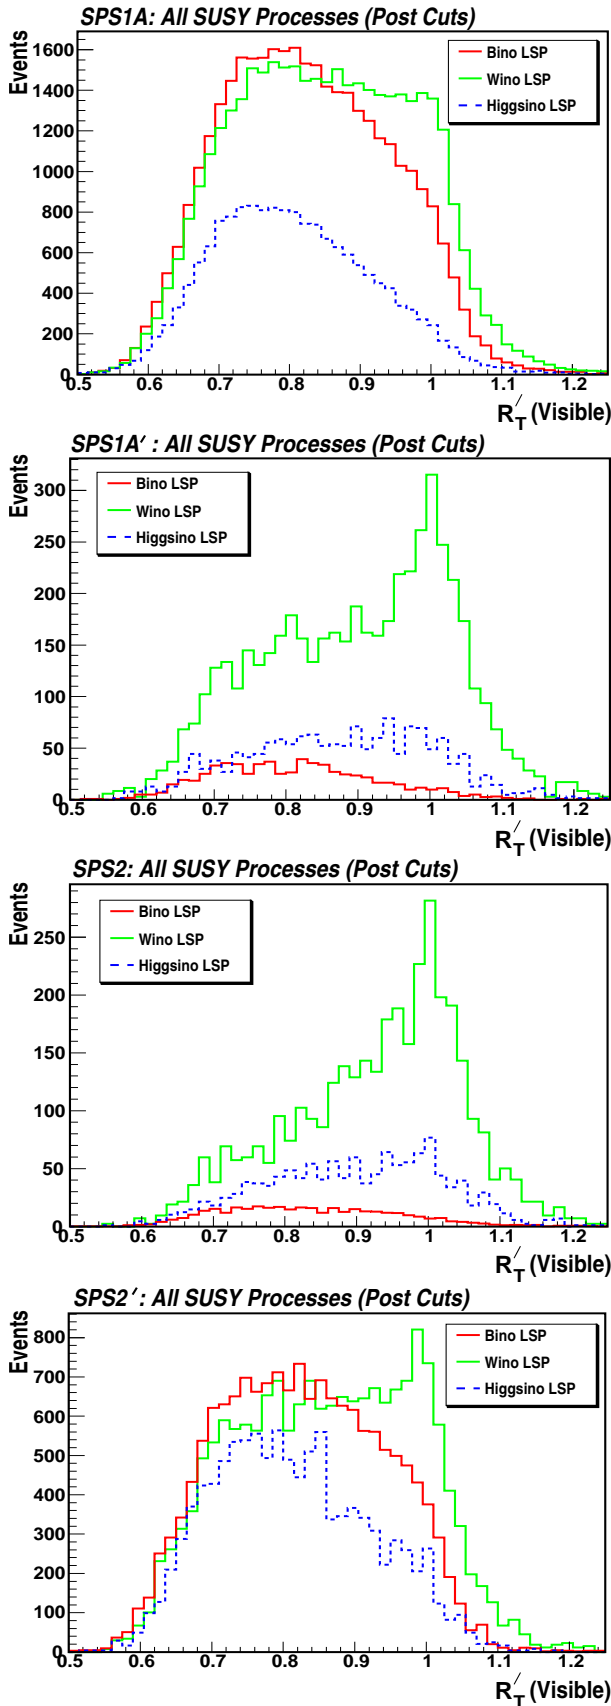 SPS1A: All SUSY Processes (Post Cuts)
Events
1600
1400
1200
1000
800
600
400
200
0
Bino LSP
Wino LSP
Higgsino LSP
0.5 0.6 0.7 0.8 0.9 1 1.1 1.2
R′T (Visible)
SPS1A′ : All SUSY Processes (Post Cuts)
Events
300
250
200
150
100
50
0
Bino LSP
Wino LSP
Higgsino LSP
0.5 0.6 0.7 0.8 0.9 1 1.1 1.2
R′T (Visible)
SPS2: All SUSY Processes (Post Cuts)
Events
250
200
150
100
50
0
Bino LSP
Wino LSP
Higgsino LSP
0.5 0.6 0.7 0.8 0.9 1 1.1 1.2
R′T (Visible)
SPS2′ : All SUSY Processes (Post Cuts)
Events
800
700
600
500
400
300
200
100
0
Bino LSP
Wino LSP
Higgsino LSP
0.5 0.6 0.7 0.8 0.9 1 1.1 1.2
R′T (Visible)